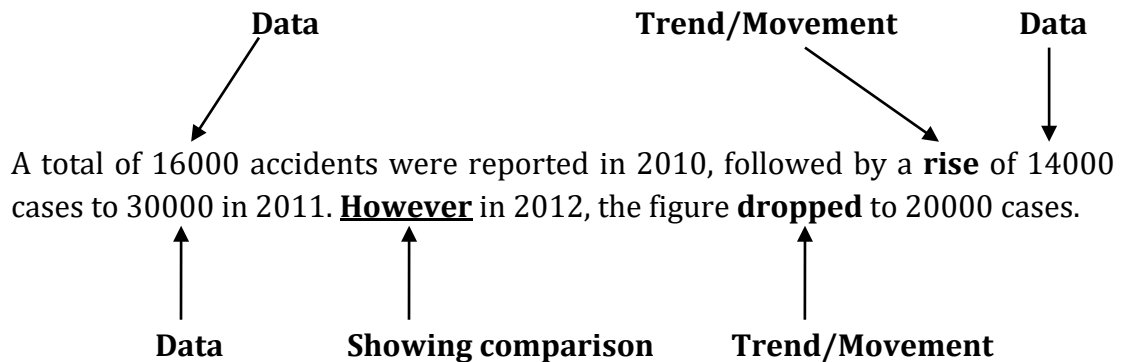 Data Trend/Movement Data
A total of 16000 accidents were reported in 2010, followed by a rise of 14000
cases to 30000 in 2011. However in 2012, the figure dropped to 20000 cases.
Data Showing comparison Trend/Movement